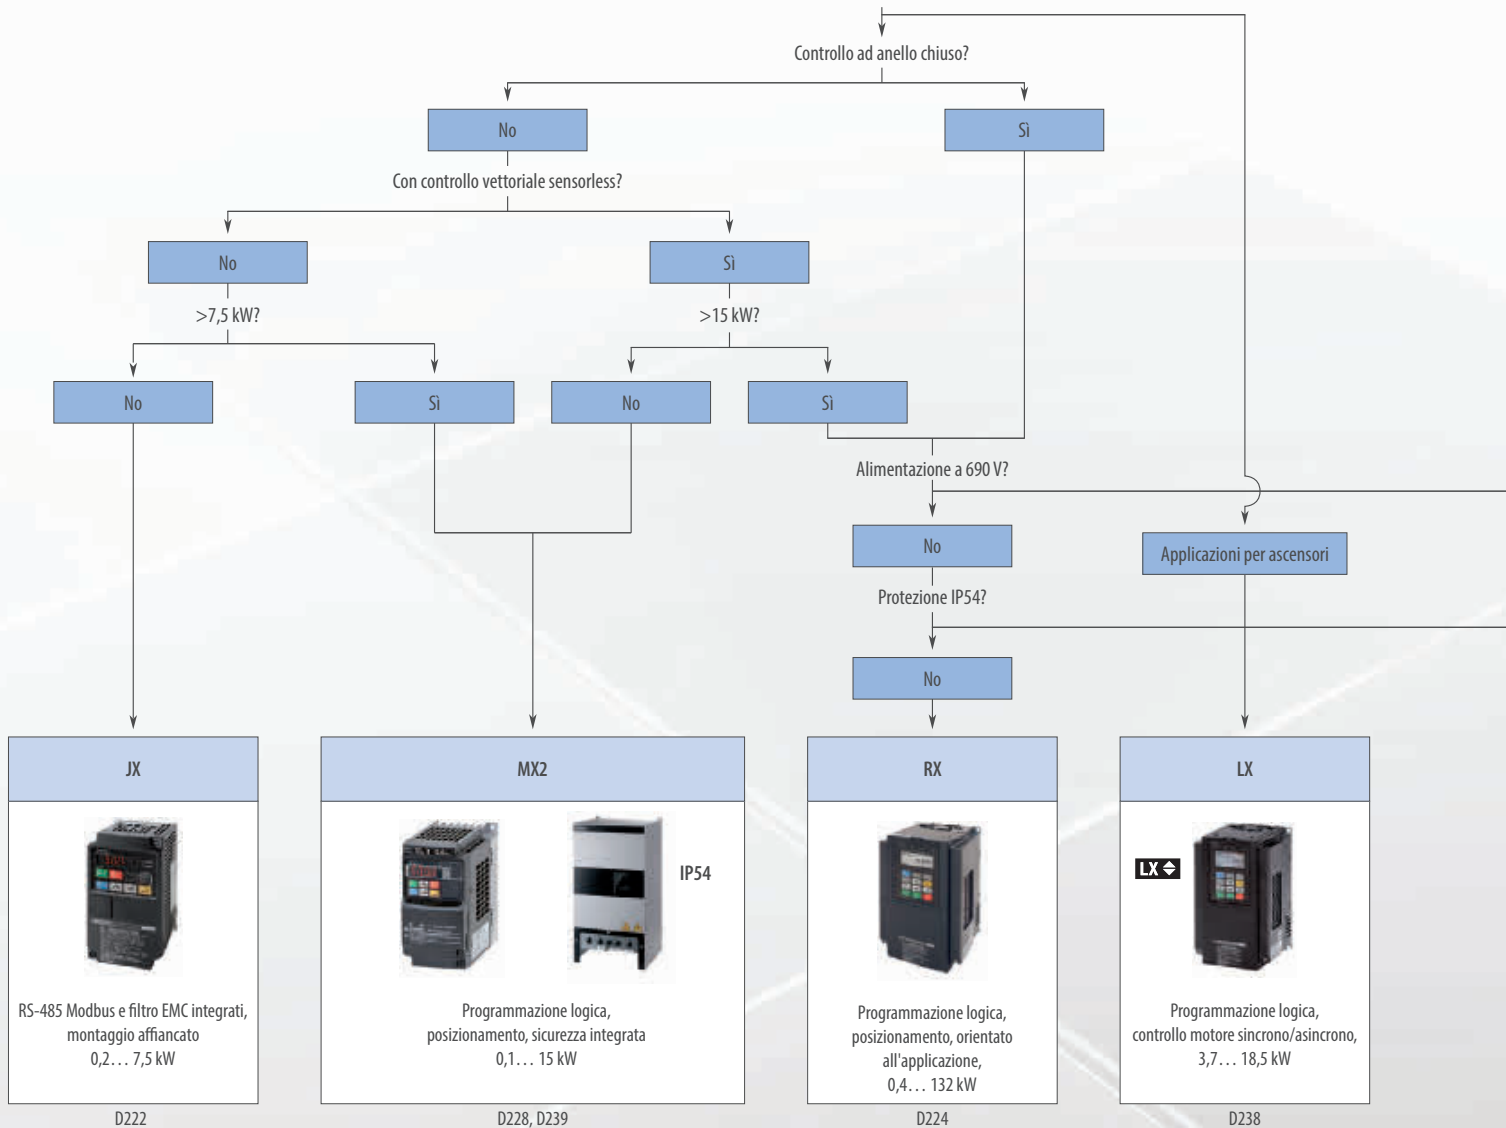 Controllo ad anello chiuso?
No
Sì
Con controllo vettoriale sensorless?
No
Sì
>7,5 kW?
>15 kW?
No
Sì
No
Sì
Alimentazione a 690 V?
No
Applicazioni per ascensori
Protezione IP54?
No
JX
MX2
RX
LX
IP54
LX
RS-485 Modbus e filtro EMC integrati,
montaggio affiancato
0,2… 7,5 kW
Programmazione logica,
posizionamento, sicurezza integrata
0,1… 15 kW
Programmazione logica,
posizionamento, orientato
all'applicazione,
0,4… 132 kW
Programmazione logica,
controllo motore sincrono/asincrono,
3,7… 18,5 kW
D222
D228, D239
D224
D238